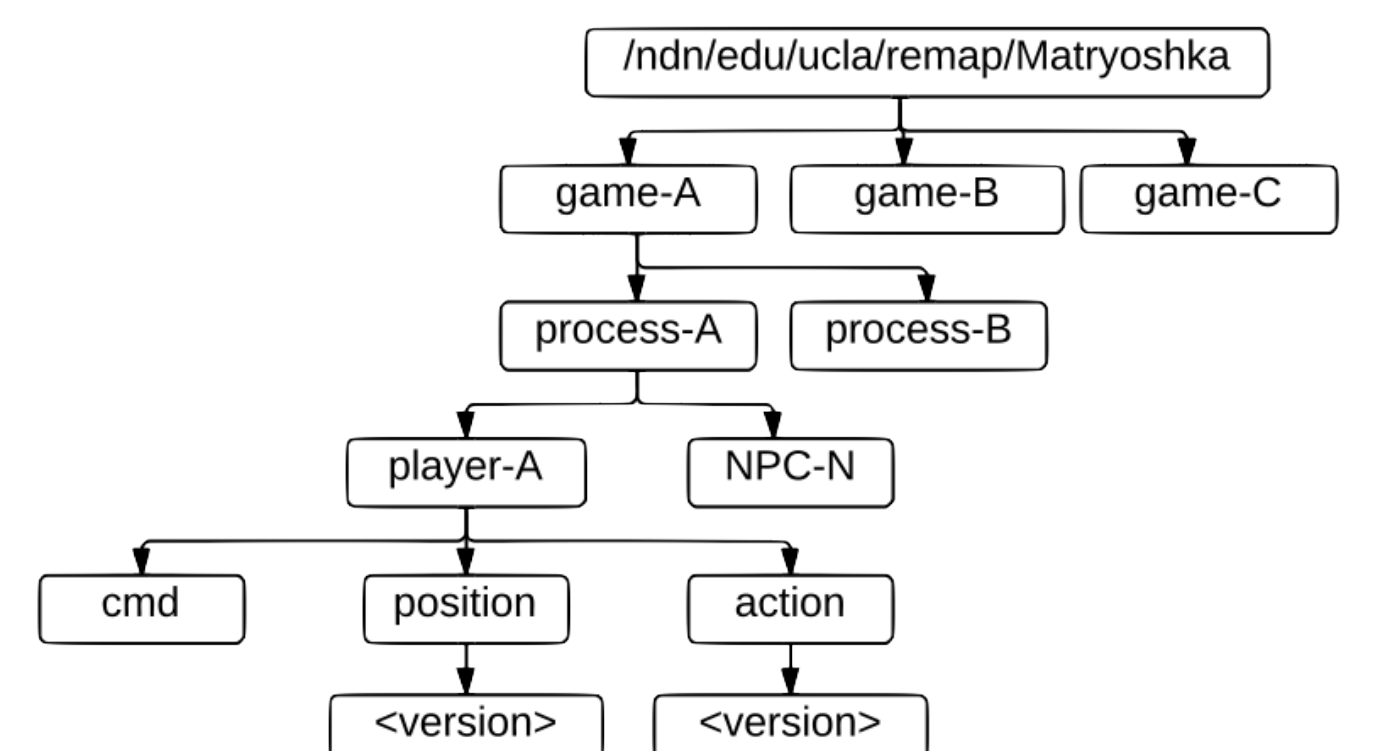 /ndn/edu/ucla/remap/Matryoshka
game-A game-B game-C
process-A process-B
player-A NPC-N
cmd position action
<version> <version>